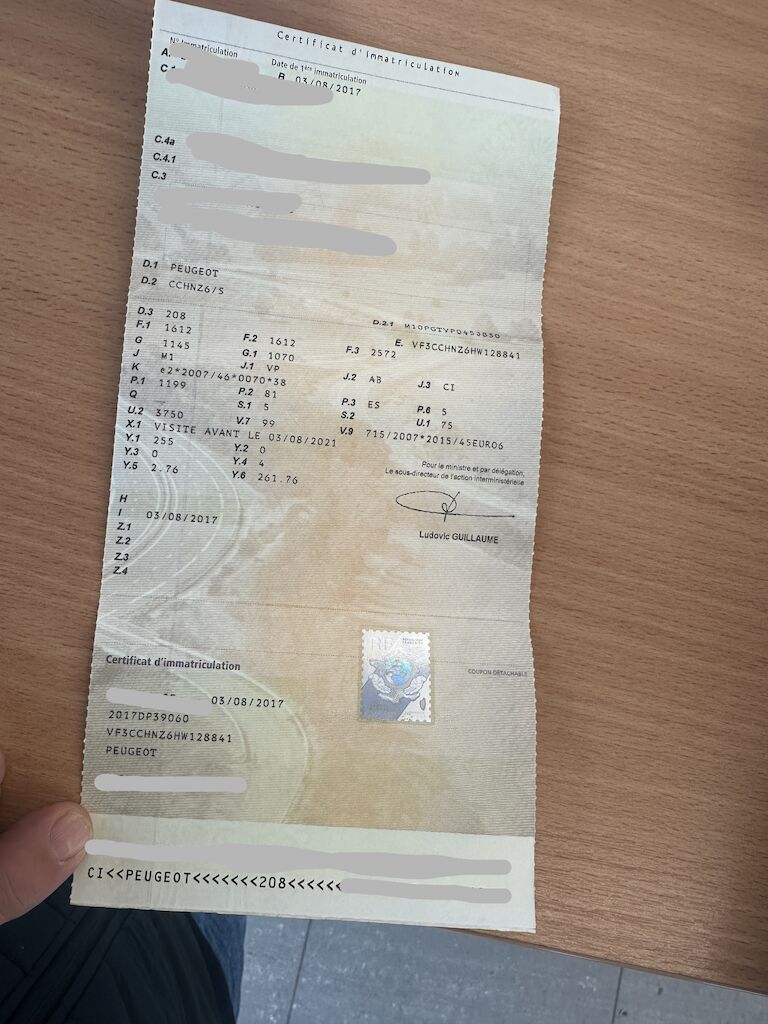 Certificat d'immatriculation
N° Immatriculation
Date de 1ère immatriculation
A.
B 03/08/2017
C.4a
C.4.1
C.3
D.1 PEUGEOT
D.2 CCHNZ6/S
D.2.1
D.3 208
E. VF3CCHNZ6HW128841
F.1 1612 F.2 1612 F.3 2572
G 1145 G.1 1070
J M1 J.1 VP J.2 AB J.3 CI
K e2*2007/46*0070*38
P.1 1199 P.2 81 P.3 ES P.6 5
Q — S.1 5 S.2 U.1 75
U.2 3750 V.7 99 V.9 715/2007*2015/45EURO6
X.1 VISITE AVANT LE 03/08/2021
Y.1 255 Y.2 0
Y.3 0 Y.4 4
Y.5 2.76 Y.6 261.76
Pour le ministre et par délégation,
Le sous-directeur de l'action interministérielle
Ludovic GUILLAUME
H
I 03/08/2017
Z.1
Z.2
Z.3
Z.4
Certificat d'immatriculation
COUPON DÉTACHABLE
03/08/2017
2017DP39060
VF3CCHNZ6HW128841
PEUGEOT
CI<<PEUGEOT<<<<<<<208<<<<<<